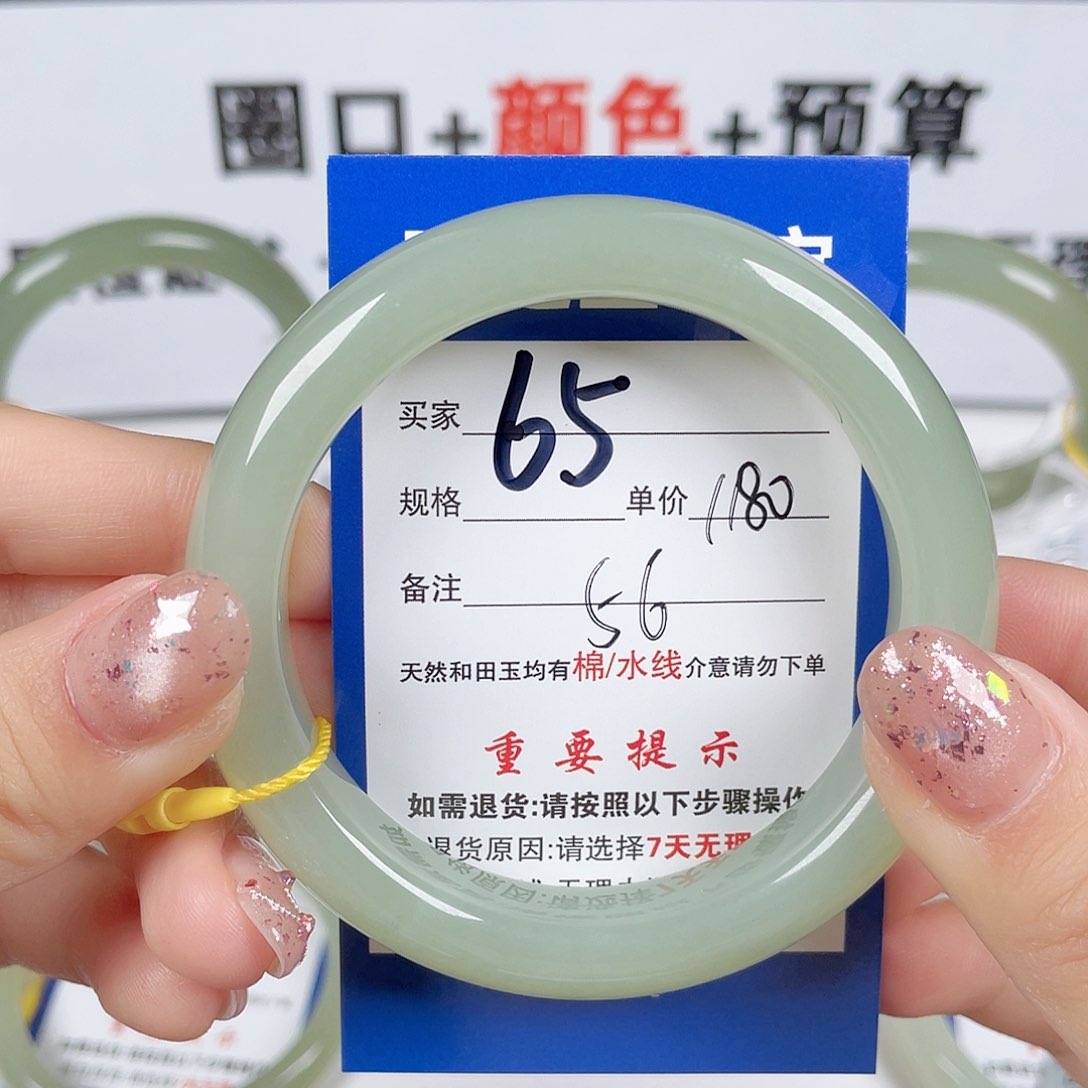 圈口+颜色+预算
买家 65
规格 单价 1180
备注 56
天然和田玉均有棉/水线介意请勿下单
重要提示
如需退货:请按照以下步骤操作
退货原因:请选择7天无理